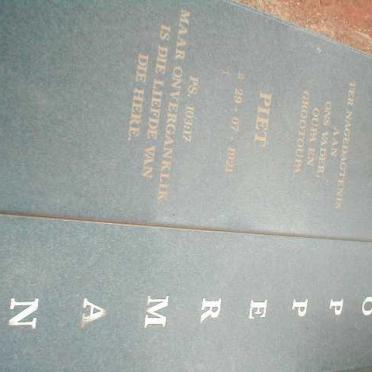 TER NAGEDAGTENIS
AAN
ONS VADER,
OUPA EN
GROOTOUPA
PIET
* 29 · 07 · 1921
†
PS. 103:17
MAAR ONVERGANKLIK
IS DIE LIEFDE VAN
DIE HERE.
OPPERMAN